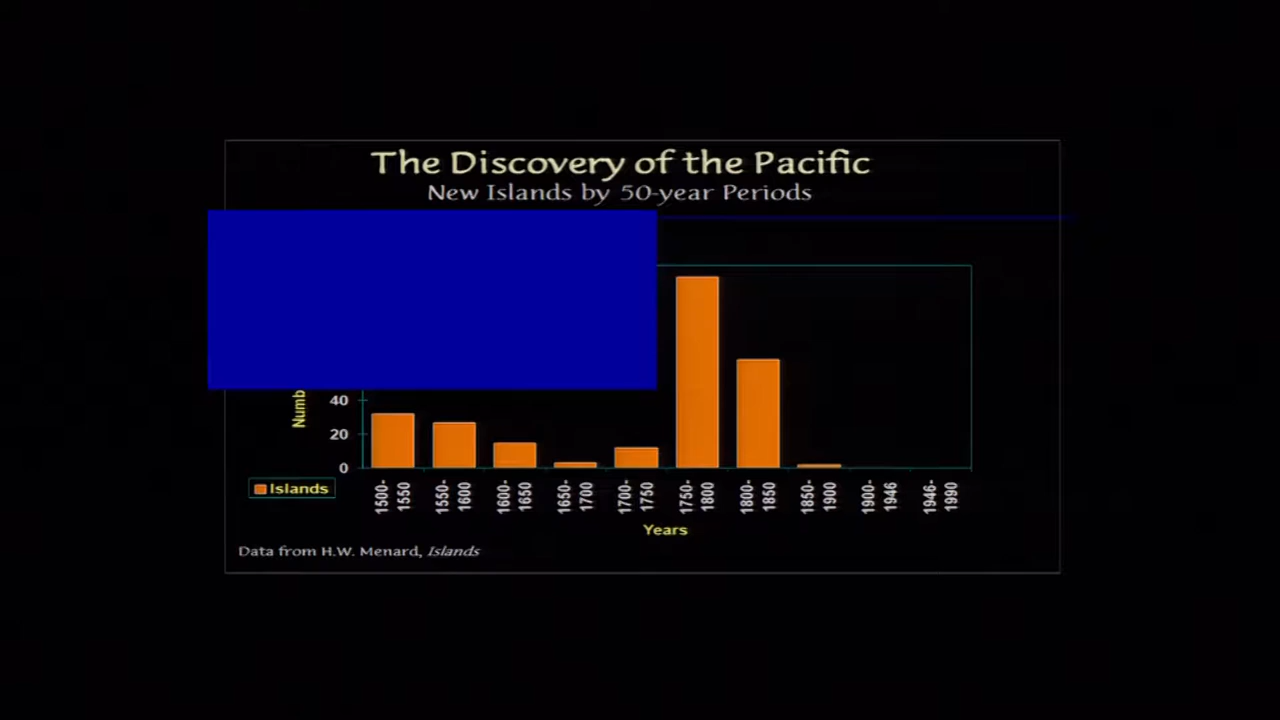 The Discovery of the Pacific
New Islands by 50-year Periods
40
20
0
1500-1550
1550-1600
1600-1650
1650-1700
1700-1750
1750-1800
1800-1850
1850-1900
1900-1946
1946-1990
Islands
Years
Data from H.W. Menard, Islands